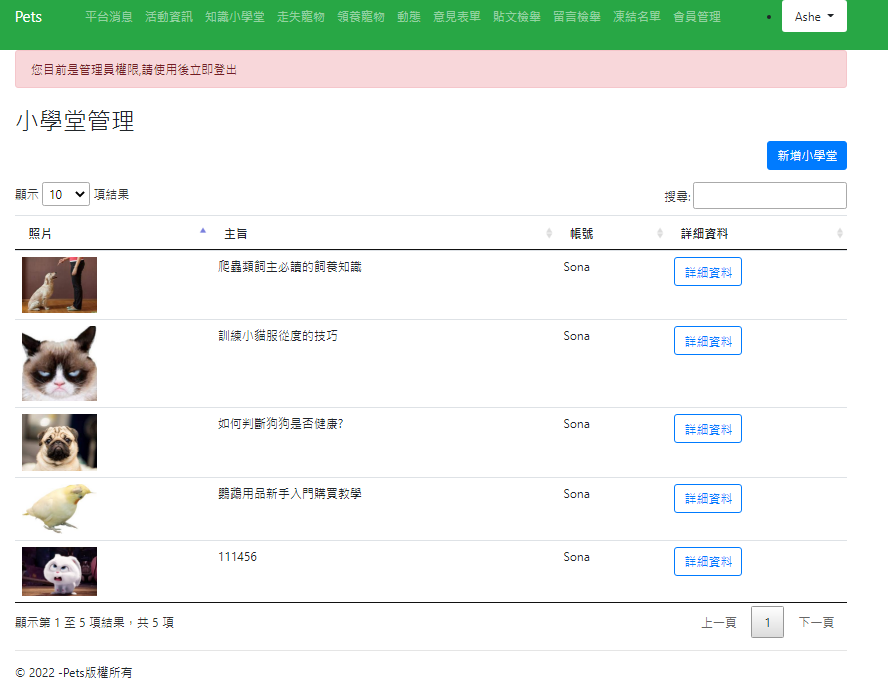 Pets 平台消息 活動資訊 知識小學堂 走失寵物 領養寵物 動態 意見表單 貼文檢舉 留言檢舉 凍結名單 會員管理 Ashe
您目前是管理員權限,請使用後立即登出
小學堂管理
新增小學堂
顯示 10 項結果 搜尋:
照片 主旨 帳號 詳細資料
爬蟲類飼主必讀的飼養知識 Sona 詳細資料
訓練小貓服從度的技巧 Sona 詳細資料
如何判斷狗狗是否健康? Sona 詳細資料
鸚鵡用品新手入門購買教學 Sona 詳細資料
111456 Sona 詳細資料
顯示第 1 至 5 項結果，共 5 項 上一頁 1 下一頁
© 2022 -Pets版權所有